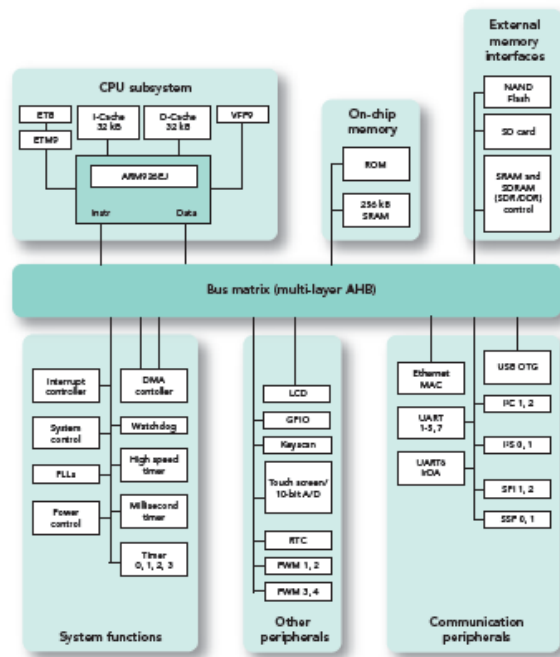 External
memory
interfaces
NAND
Flash
SD card
SRAM and
SDRAM
(SDR/DDR)
control
CPU subsystem
ETB
ETM9
I-Cache
32 kB
D-Cache
32 kB
VFP9
ARM926EJ
Instr
Data
On-chip
memory
ROM
256 kB
SRAM
Bus matrix (multi-layer AHB)
Interrupt
controller
System
control
PLLs
Power
control
DMA
controller
Watchdog
High speed
timer
Millisecond
timer
Timer
0, 1, 2, 3
System functions
LCD
GPIO
Keyscan
Touch screen/
10-bit A/D
RTC
PWM 1, 2
PWM 3, 4
Other
peripherals
Ethernet
MAC
UART
1-5, 7
UART6
IrDA
USB OTG
I²C 1, 2
I²S 0, 1
SPI 1, 2
SSP 0, 1
Communication
peripherals